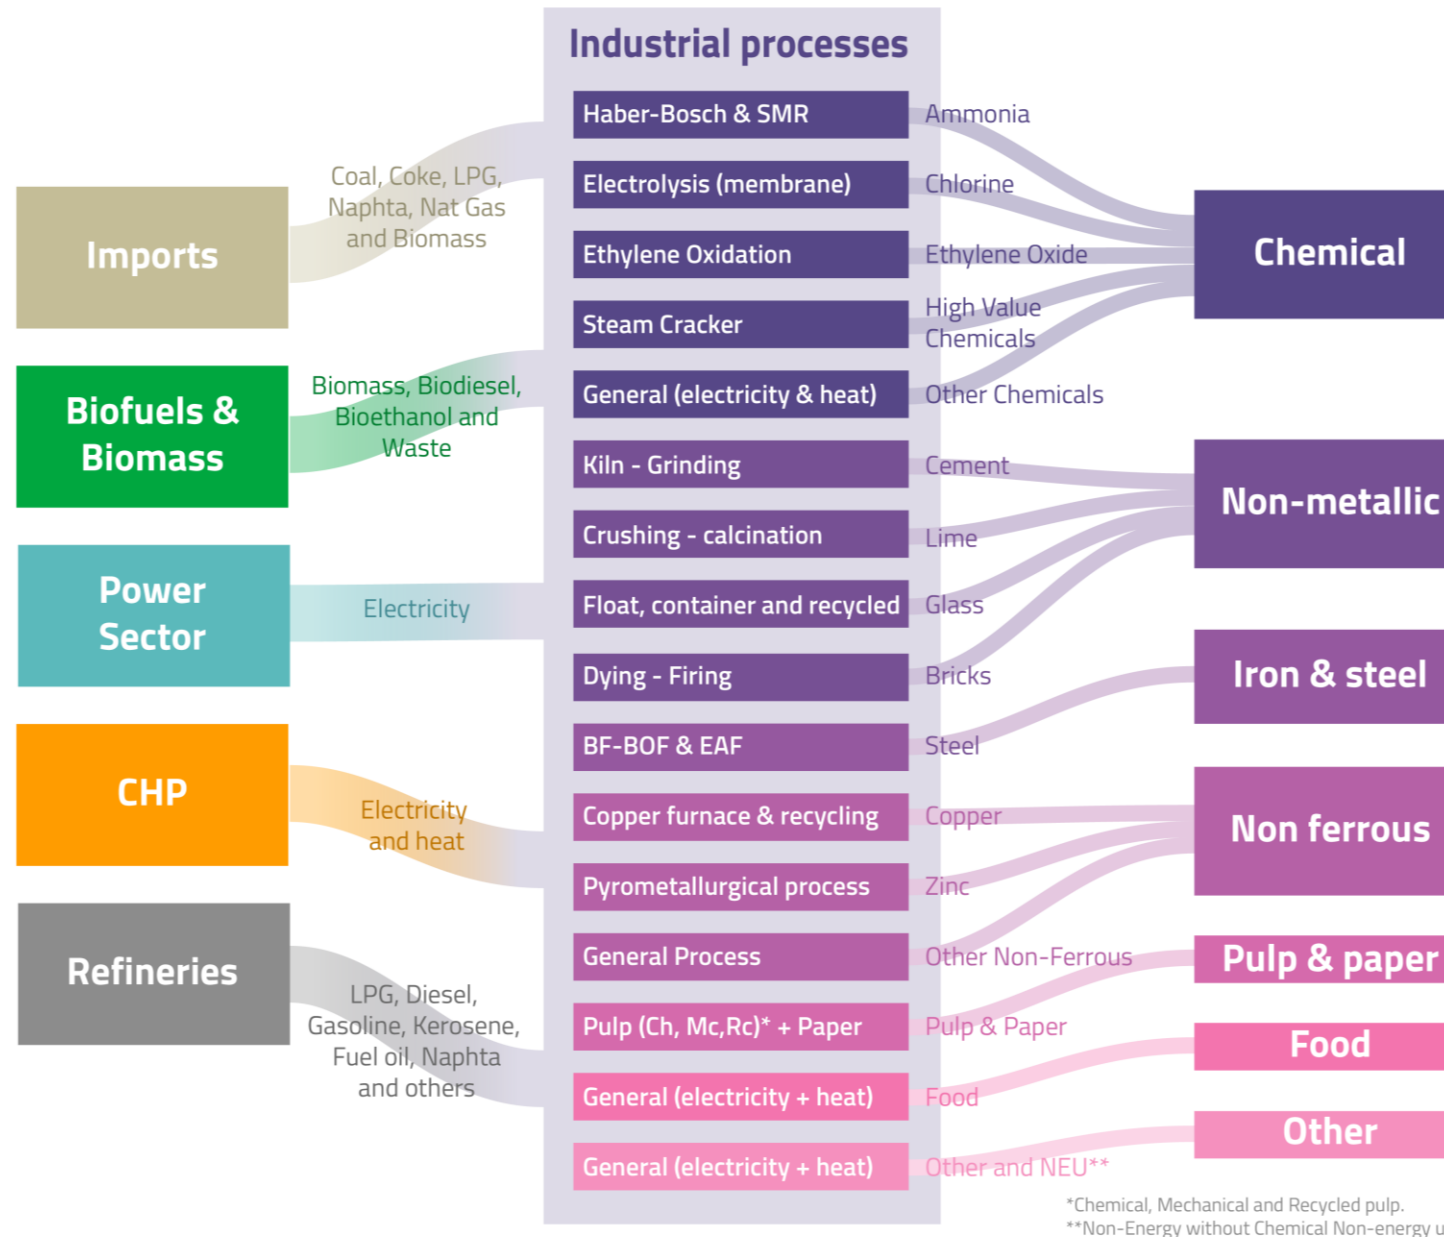 Industrial processes
Imports
Coal, Coke, LPG,
Naphta, Nat Gas
and Biomass
Biofuels &
Biomass
Biomass, Biodiesel,
Bioethanol and
Waste
Power
Sector
Electricity
CHP
Electricity
and heat
Refineries
LPG, Diesel,
Gasoline, Kerosene,
Fuel oil, Naphta
and others
Haber-Bosch & SMR
Electrolysis (membrane)
Ethylene Oxidation
Steam Cracker
General (electricity & heat)
Kiln - Grinding
Crushing - calcination
Float, container and recycled
Dying - Firing
BF-BOF & EAF
Copper furnace & recycling
Pyrometallurgical process
General Process
Pulp (Ch, Mc,Rc)* + Paper
General (electricity + heat)
General (electricity + heat)
Ammonia
Chlorine
Ethylene Oxide
High Value
Chemicals
Other Chemicals
Cement
Lime
Glass
Bricks
Steel
Copper
Zinc
Other Non-Ferrous
Pulp & Paper
Food
Other and NEU**
Chemical
Non-metallic
Iron & steel
Non ferrous
Pulp & paper
Food
Other
*Chemical, Mechanical and Recycled pulp.
**Non-Energy without Chemical Non-energy